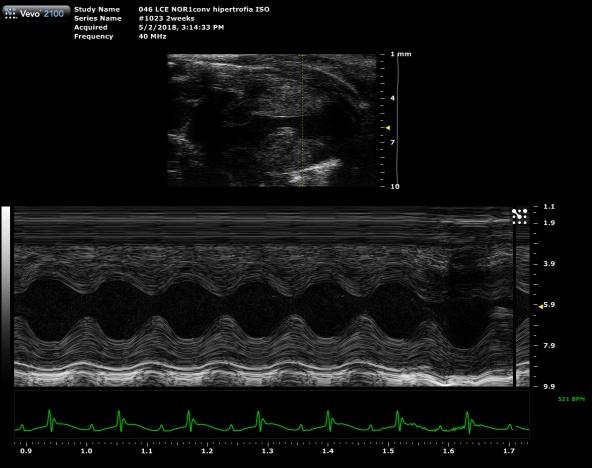 Vevo 2100
Study Name 046 LCE NOR1conv hipertrofia ISO
Series Name #1023 2weeks
Acquired 5/2/2018, 3:14:33 PM
Frequency 40 MHz
1 mm
4
7
10
1.1
1.9
3.9
5.9
7.9
9.9
521 BPM
0.9 1.0 1.1 1.2 1.3 1.4 1.5 1.6 1.7